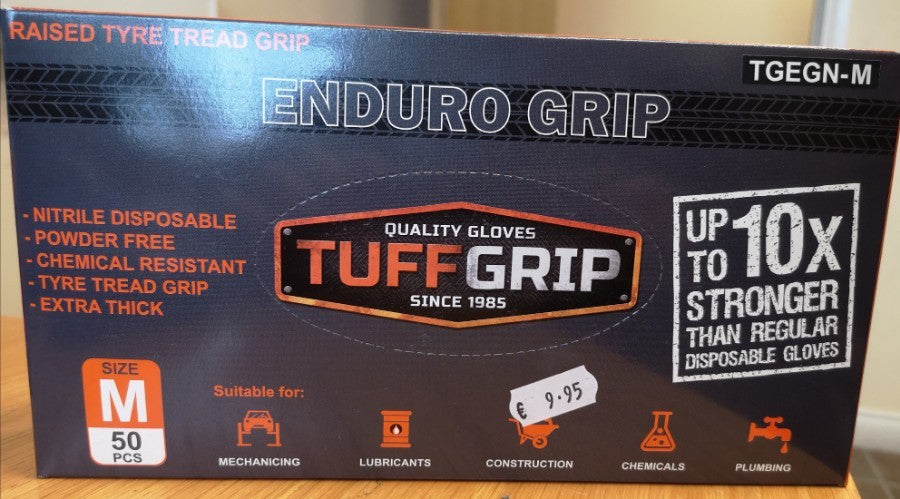 RAISED TYRE TREAD GRIP
TGEGN-M
ENDURO GRIP
- NITRILE DISPOSABLE
- POWDER FREE
- CHEMICAL RESISTANT
- TYRE TREAD GRIP
- EXTRA THICK
QUALITY GLOVES
TUFFGRIP
SINCE 1985
UP TO 10X
STRONGER
THAN REGULAR
DISPOSABLE GLOVES
SIZE
M
50
PCS
Suitable for:
€ 9.95
MECHANICING
LUBRICANTS
CONSTRUCTION
CHEMICALS
PLUMBING